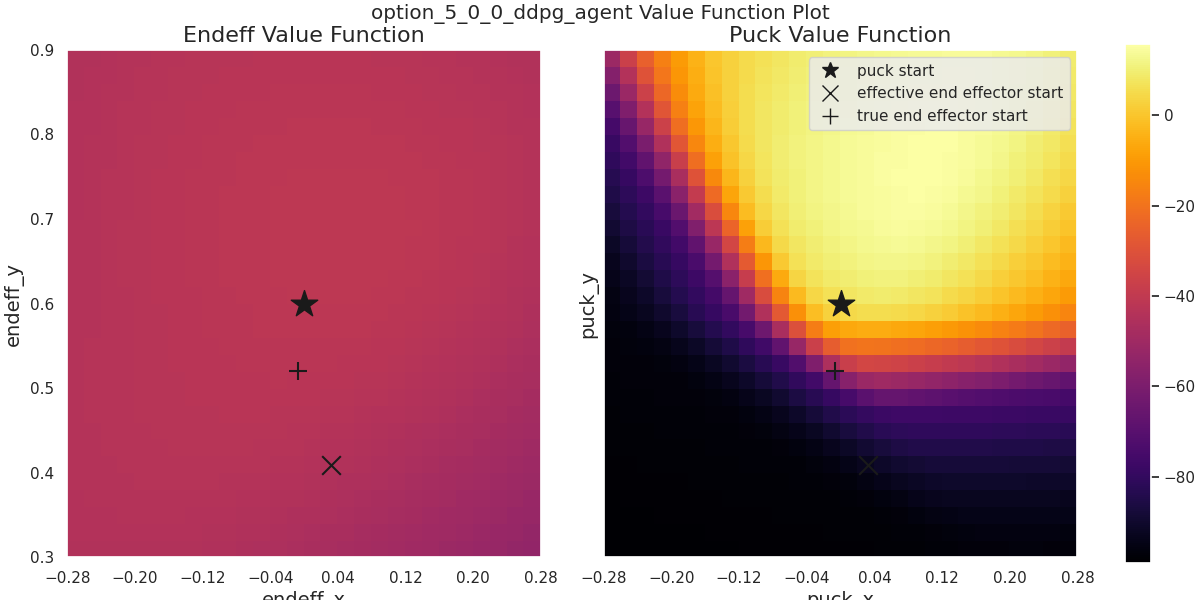 option_5_0_0_ddpg_agent Value Function Plot
Endeff Value Function
Puck Value Function
0.9
0.8
0.7
0.6
0.5
0.4
0.3
endeff_y
−0.28 −0.20 −0.12 −0.04 0.04 0.12 0.20 0.28
endeff_x
puck_y
puck start
effective end effector start
true end effector start
−0.28 −0.20 −0.12 −0.04 0.04 0.12 0.20 0.28
puck_x
0
−20
−40
−60
−80